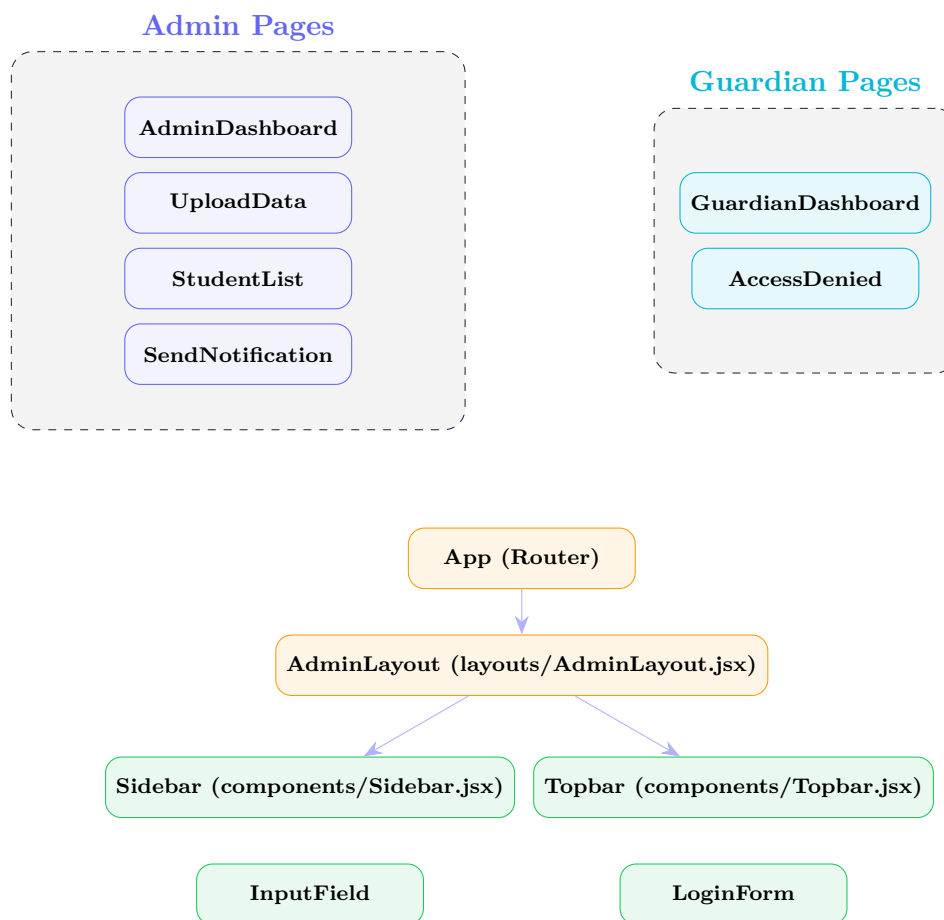 Admin Pages
AdminDashboard
UploadData
StudentList
SendNotification
Guardian Pages
GuardianDashboard
AccessDenied
App (Router)
AdminLayout (layouts/AdminLayout.jsx)
Sidebar (components/Sidebar.jsx)
Topbar (components/Topbar.jsx)
InputField
LoginForm